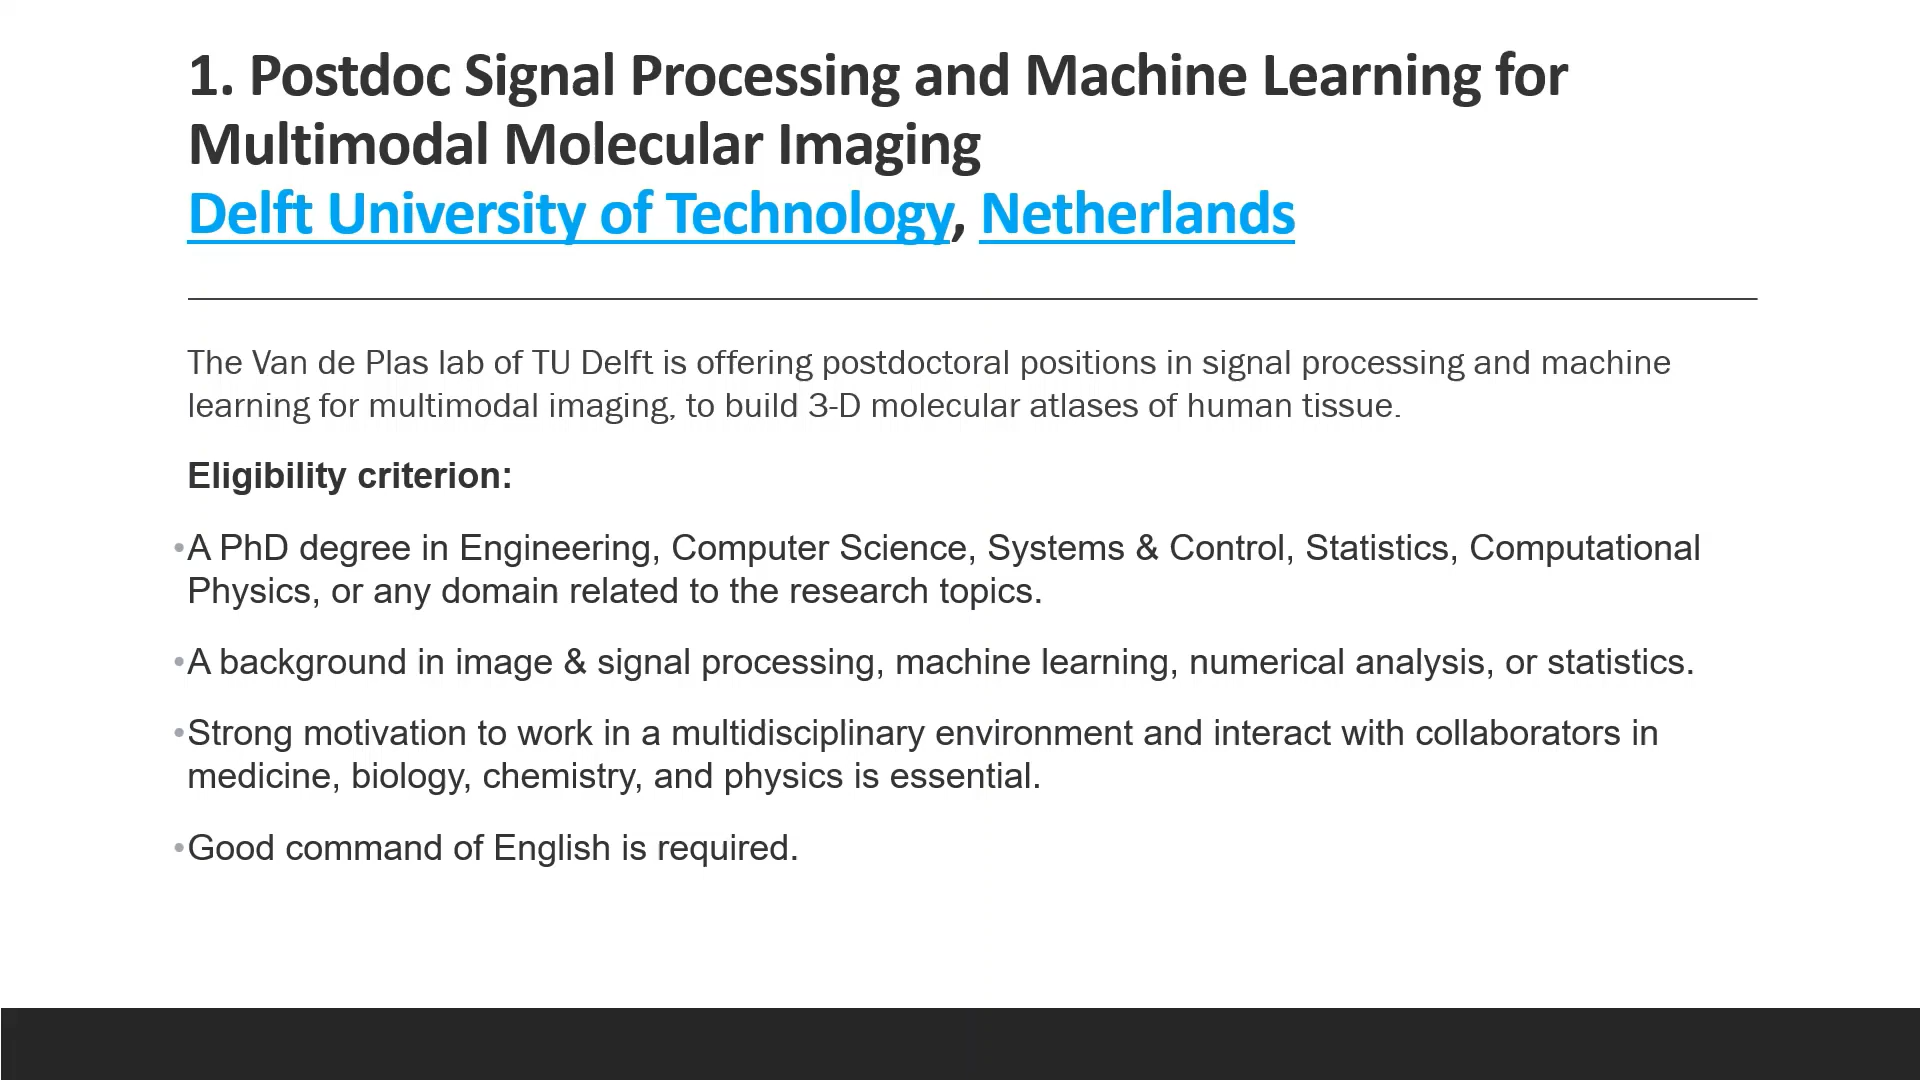 1. Postdoc Signal Processing and Machine Learning for
Multimodal Molecular Imaging
Delft University of Technology, Netherlands
The Van de Plas lab of TU Delft is offering postdoctoral positions in signal processing and machine
learning for multimodal imaging, to build 3-D molecular atlases of human tissue.
Eligibility criterion:
•A PhD degree in Engineering, Computer Science, Systems & Control, Statistics, Computational
Physics, or any domain related to the research topics.
•A background in image & signal processing, machine learning, numerical analysis, or statistics.
•Strong motivation to work in a multidisciplinary environment and interact with collaborators in
medicine, biology, chemistry, and physics is essential.
•Good command of English is required.